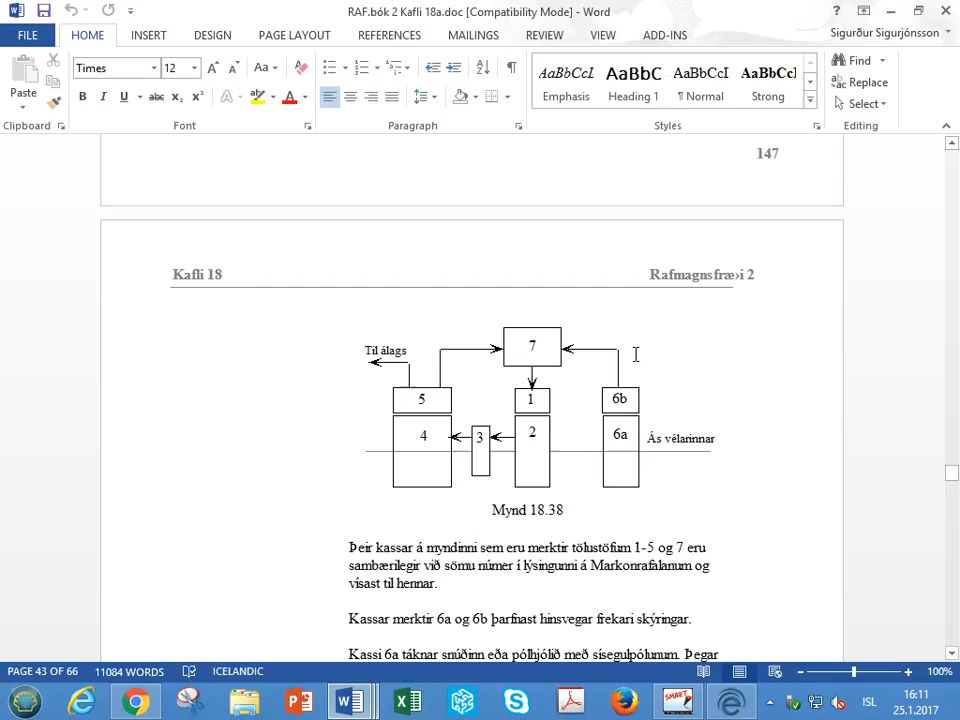 RAF.bók 2 Kafli 18a.doc [Compatibility Mode] - Word
FILE HOME INSERT DESIGN PAGE LAYOUT REFERENCES MAILINGS REVIEW VIEW ADD-INS Sigurður Sigurjónsson
Times 12 Aa
Paste
B I U abc x₂ x² A A
AaBbCcI AaBbC AaBbCcI AaBbCcI
Emphasis Heading 1 ¶ Normal Strong
Find
Replace
Select
Clipboard Font Paragraph Styles Editing
147
Kafli 18 Rafmagnsfræ›i 2
Til álags
7
5 1 6b
4 3 2 6a Ás vélarinnar
Mynd 18.38
Þeir kassar á myndinni sem eru merktir tölustöfum 1-5 og 7 eru
sambærilegir við sömu númer í lýsingunni á Markonrafalanum og
vísast til hennar.
Kassar merktir 6a og 6b þarfnast hinsvegar frekari skýringar.
Kassi 6a táknar snúðinn eða pólhjólið með sísegulpólunum. Þegar
PAGE 43 OF 66 11084 WORDS ICELANDIC 100%
ISL
16:11
25.1.2017